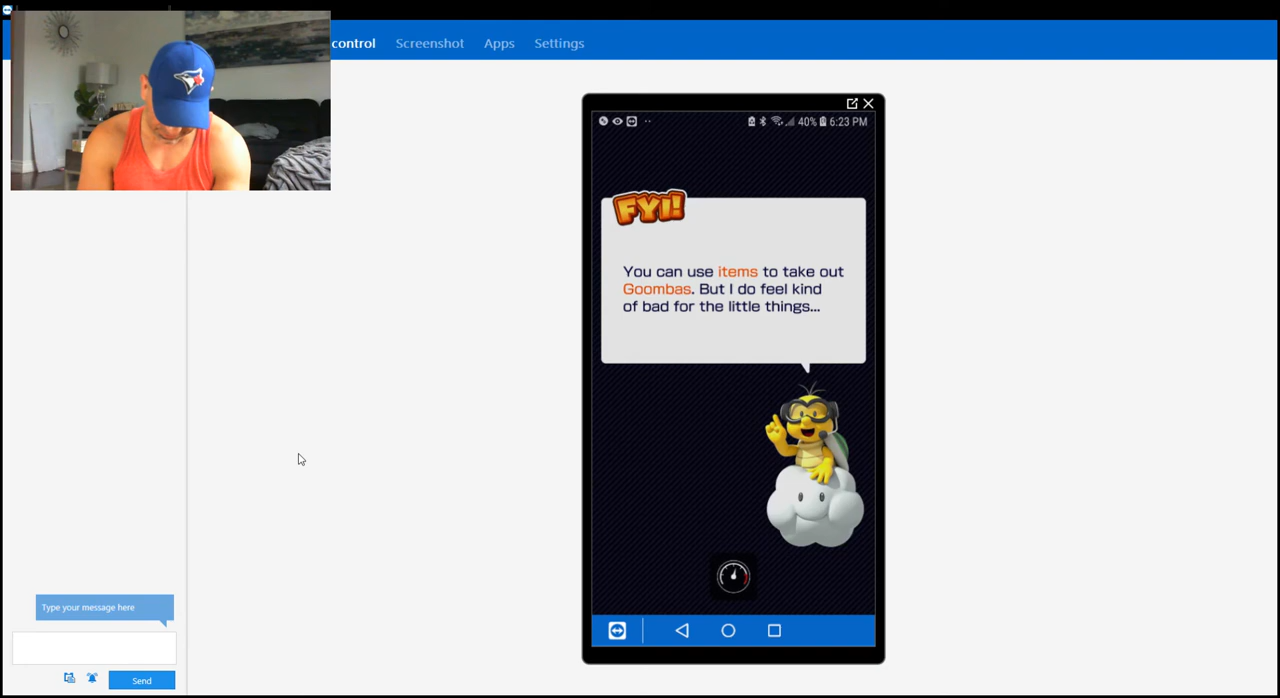 control Screenshot Apps Settings
40% 6:23 PM
FYI!
You can use items to take out
Goombas. But I do feel kind
of bad for the little things...
Type your message here
Send